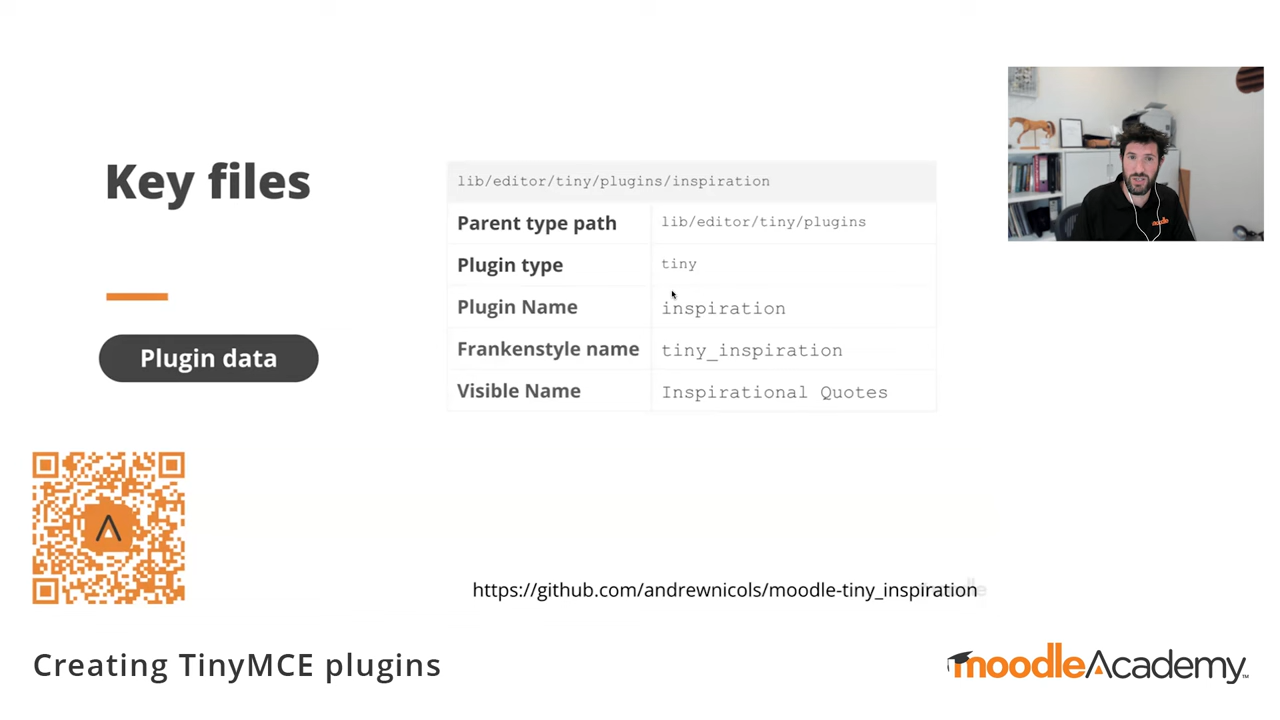 Key files
Plugin data
lib/editor/tiny/plugins/inspiration
Parent type path lib/editor/tiny/plugins
Plugin type tiny
Plugin Name inspiration
Frankenstyle name tiny_inspiration
Visible Name Inspirational Quotes
https://github.com/andrewnicols/moodle-tiny_inspiration
Creating TinyMCE plugins
moodleAcademy™